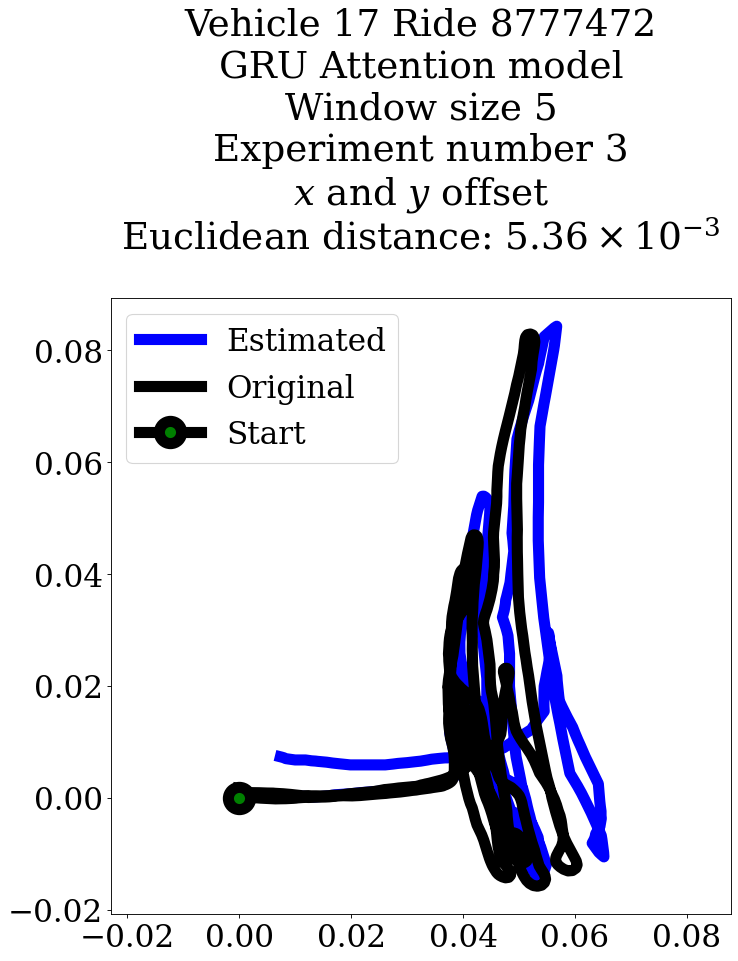 Vehicle 17 Ride 8777472
GRU Attention model
Window size 5
Experiment number 3
x and y offset
Euclidean distance: 5.36 × 10⁻³
Estimated
Original
Start
0.08
0.06
0.04
0.02
0.00
−0.02
−0.02 0.00 0.02 0.04 0.06 0.08